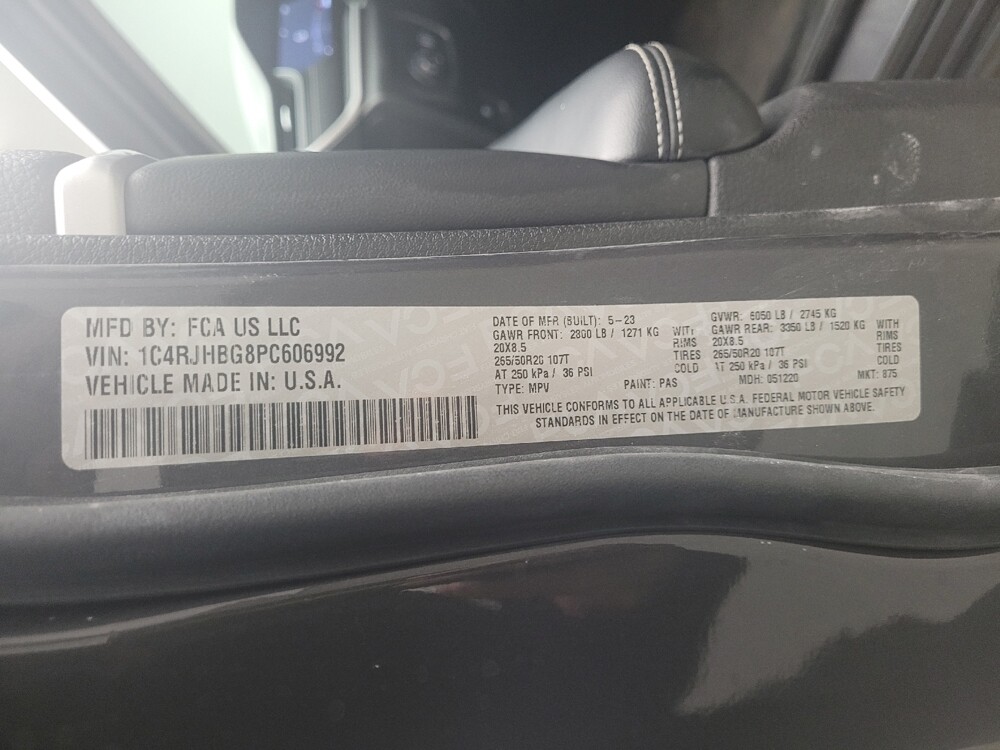 MFD BY: FCA US LLC
VIN: 1C4RJHBG8PC606992
VEHICLE MADE IN: U.S.A.
DATE OF MFR (BUILT): 5-23
GVWR: 6050 LB / 2745 KG
GAWR FRONT: 2800 LB / 1271 KG WITH
GAWR REAR: 3350 LB / 1520 KG WITH
20X8.5 RIMS
20X8.5 RIMS
265/50R20 107T TIRES
265/50R20 107T TIRES
AT 250 kPa / 36 PSI COLD
AT 250 kPa / 36 PSI COLD
TYPE: MPV PAINT: PAS MDH: 051220 MKT: 875
THIS VEHICLE CONFORMS TO ALL APPLICABLE U.S.A. FEDERAL MOTOR VEHICLE SAFETY
STANDARDS IN EFFECT ON THE DATE OF MANUFACTURE SHOWN ABOVE.